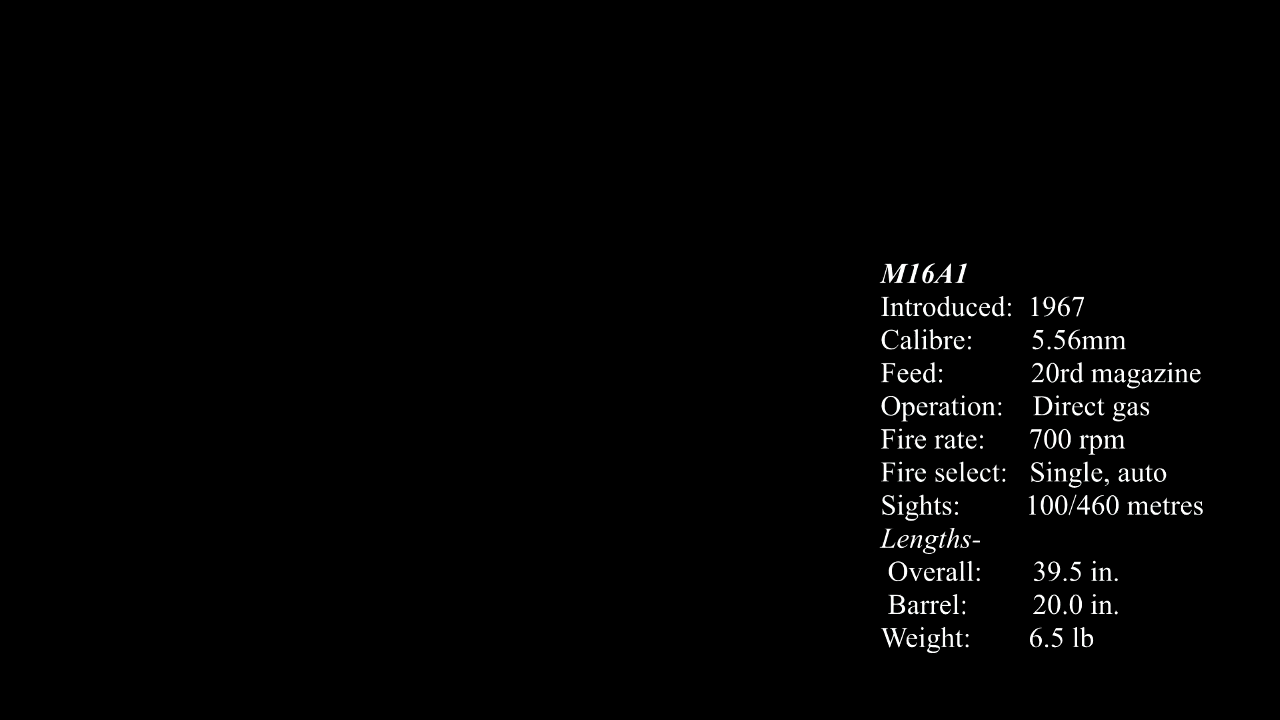 M16A1
Introduced: 1967
Calibre: 5.56mm
Feed: 20rd magazine
Operation: Direct gas
Fire rate: 700 rpm
Fire select: Single, auto
Sights: 100/460 metres
Lengths-
Overall: 39.5 in.
Barrel: 20.0 in.
Weight: 6.5 lb